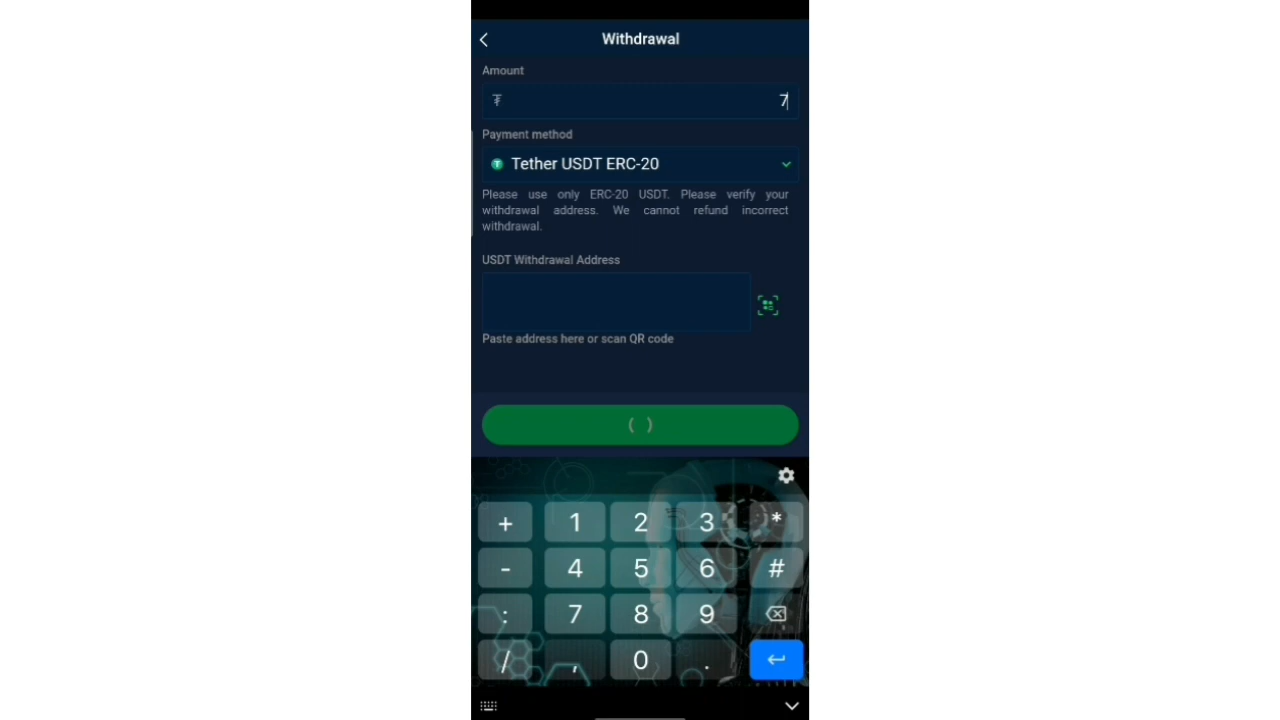 Withdrawal
Amount
₮ 7
Payment method
Tether USDT ERC-20
Please use only ERC-20 USDT. Please verify your
withdrawal address. We cannot refund incorrect
withdrawal.
USDT Withdrawal Address
Paste address here or scan QR code
+ 1 2 3 *
- 4 5 6 #
: 7 8 9
/ , 0 .